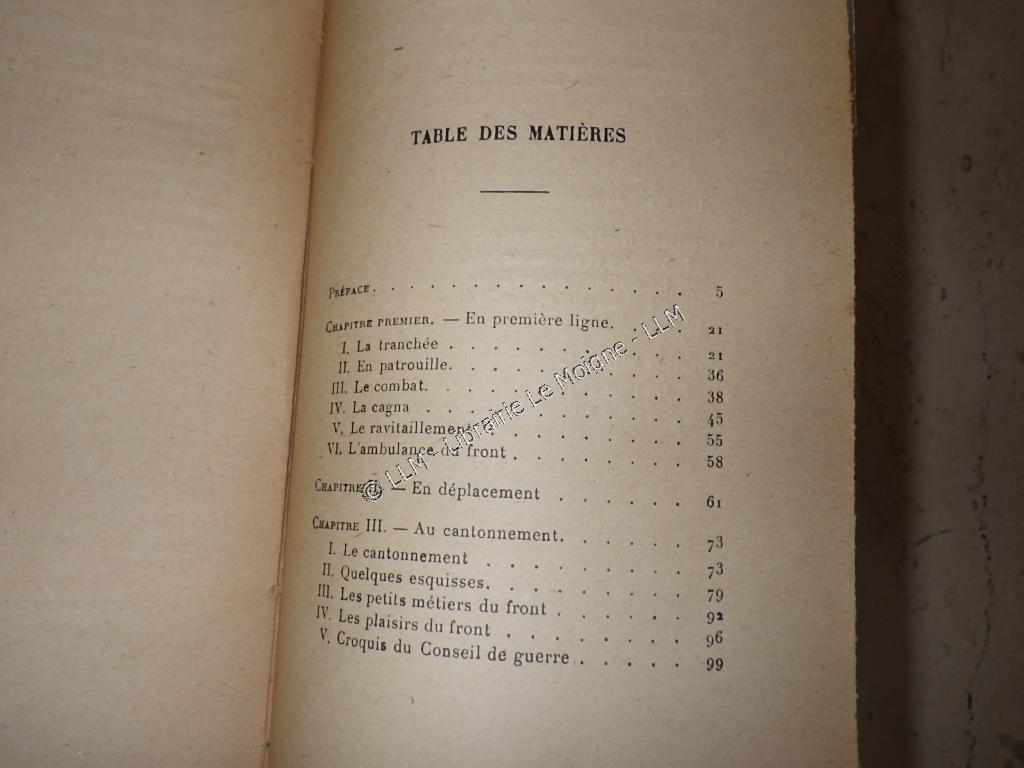 TABLE DES MATIÈRES
PRÉFACE. . . . . . . . . . . . . . . . 5
CHAPITRE PREMIER. — En première ligne. . . . 21
I. La tranchée . . . . . . . . . . 21
II. En patrouille. . . . . . . . . . 36
III. Le combat. . . . . . . . . . . 38
IV. La cagna . . . . . . . . . . . 45
V. Le ravitaillement . . . . . . . . 55
VI. L'ambulance du front . . . . . . . 58
CHAPITRE II. — En déplacement . . . . . 61
CHAPITRE III. — Au cantonnement. . . . . 73
I. Le cantonnement . . . . . . . . 73
II. Quelques esquisses. . . . . . . . 79
III. Les petits métiers du front . . . . . 92
IV. Les plaisirs du front . . . . . . . 96
V. Croquis du Conseil de guerre . . . . . 99
© LLM - Librairie Le Moigne - LLM